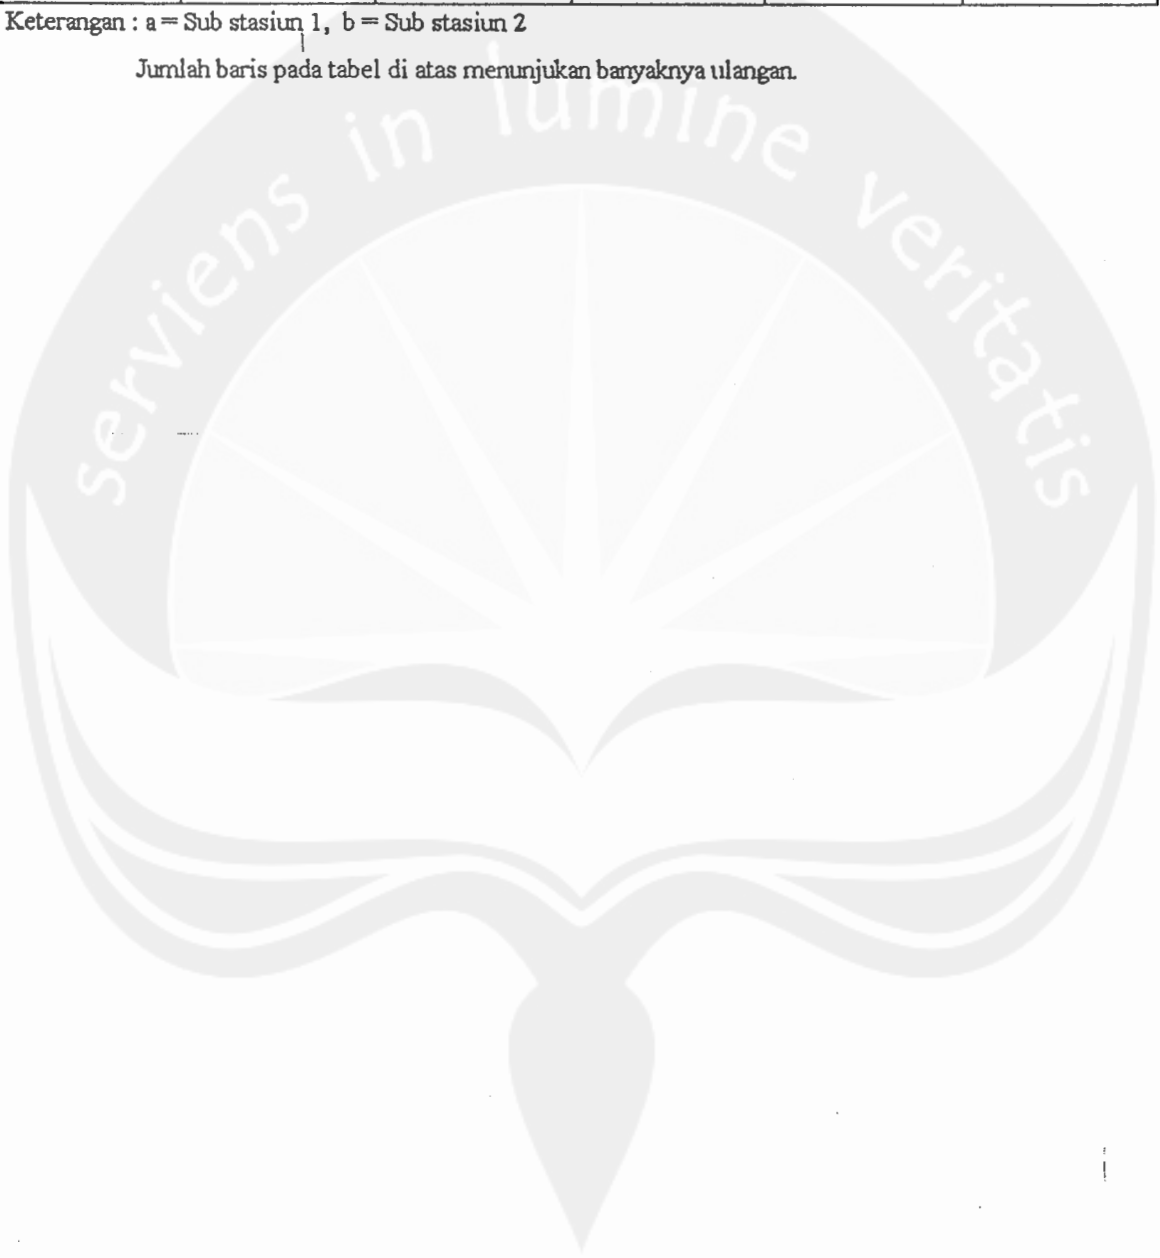 Keterangan : a = Sub stasiun 1, b = Sub stasiun 2
Jumlah baris pada tabel di atas menunjukan banyaknya ulangan.
serviens in lumine veritatis